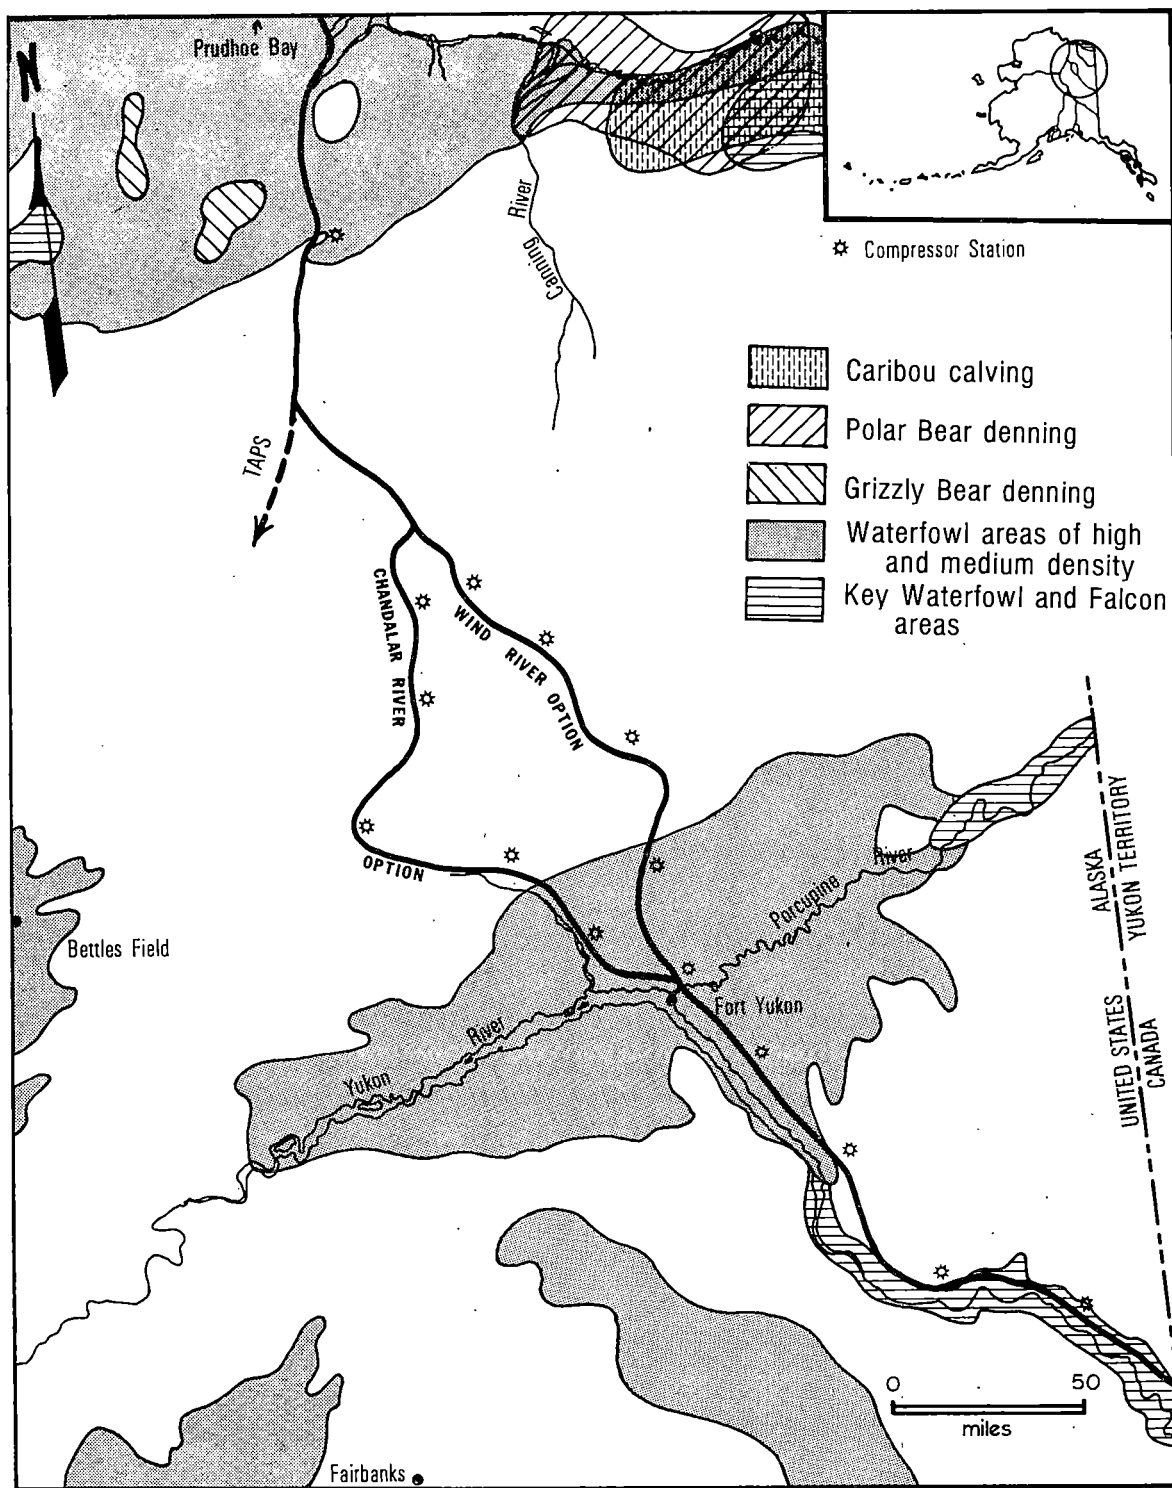 Prudhoe Bay
N
River
Canning
Compressor Station
Caribou calving
Polar Bear denning
Grizzly Bear denning
Waterfowl areas of high
and medium density
Key Waterfowl and Falcon
areas
TAPS
CHANDALAR RIVER
OPTION
WIND RIVER OPTION
Porcupine River
ALASKA
YUKON TERRITORY
Bettles Field
Fort Yukon
Yukon River
UNITED STATES
CANADA
0 50
miles
Fairbanks